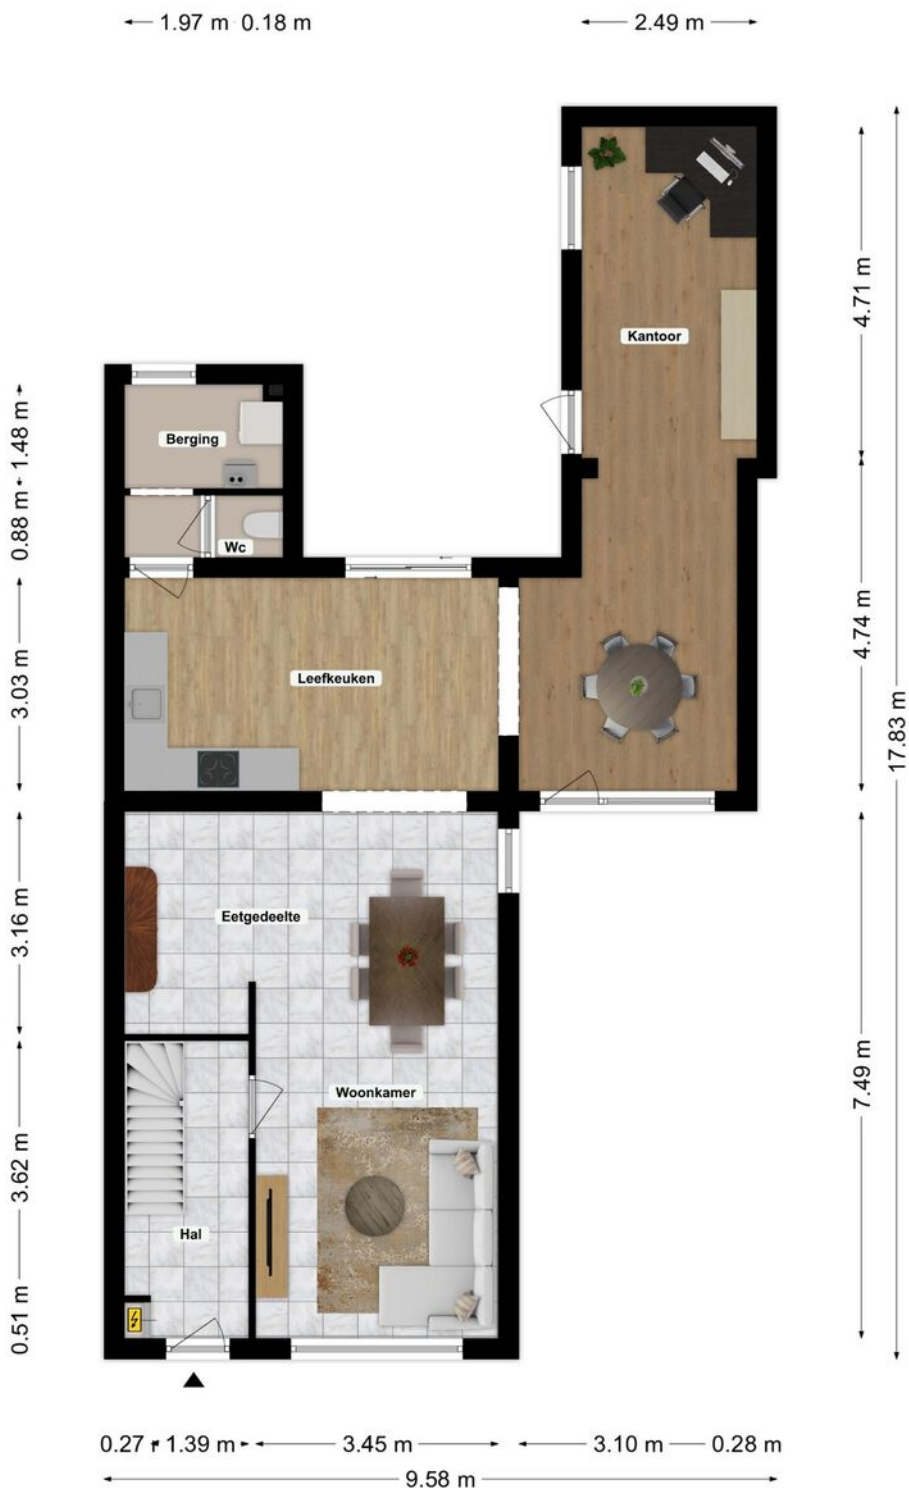 1.97 m 0.18 m
2.49 m
4.71 m
Kantoor
1.48 m
Berging
0.88 m
Wc
3.03 m
Leefkeuken
4.74 m
17.83 m
3.16 m
Eetgedeelte
7.49 m
Woonkamer
3.62 m
Hal
0.51 m
0.27 1.39 m
3.45 m
3.10 m
0.28 m
9.58 m